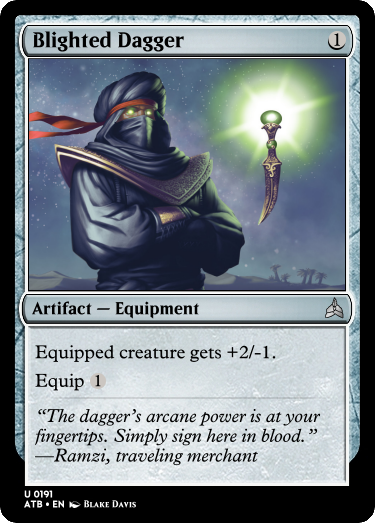 Blighted Dagger 1
Artifact — Equipment
Equipped creature gets +2/-1.
Equip 1
“The dagger’s arcane power is at your
fingertips. Simply sign here in blood.”
—Ramzi, traveling merchant
U 0191
ATB • EN Blake Davis